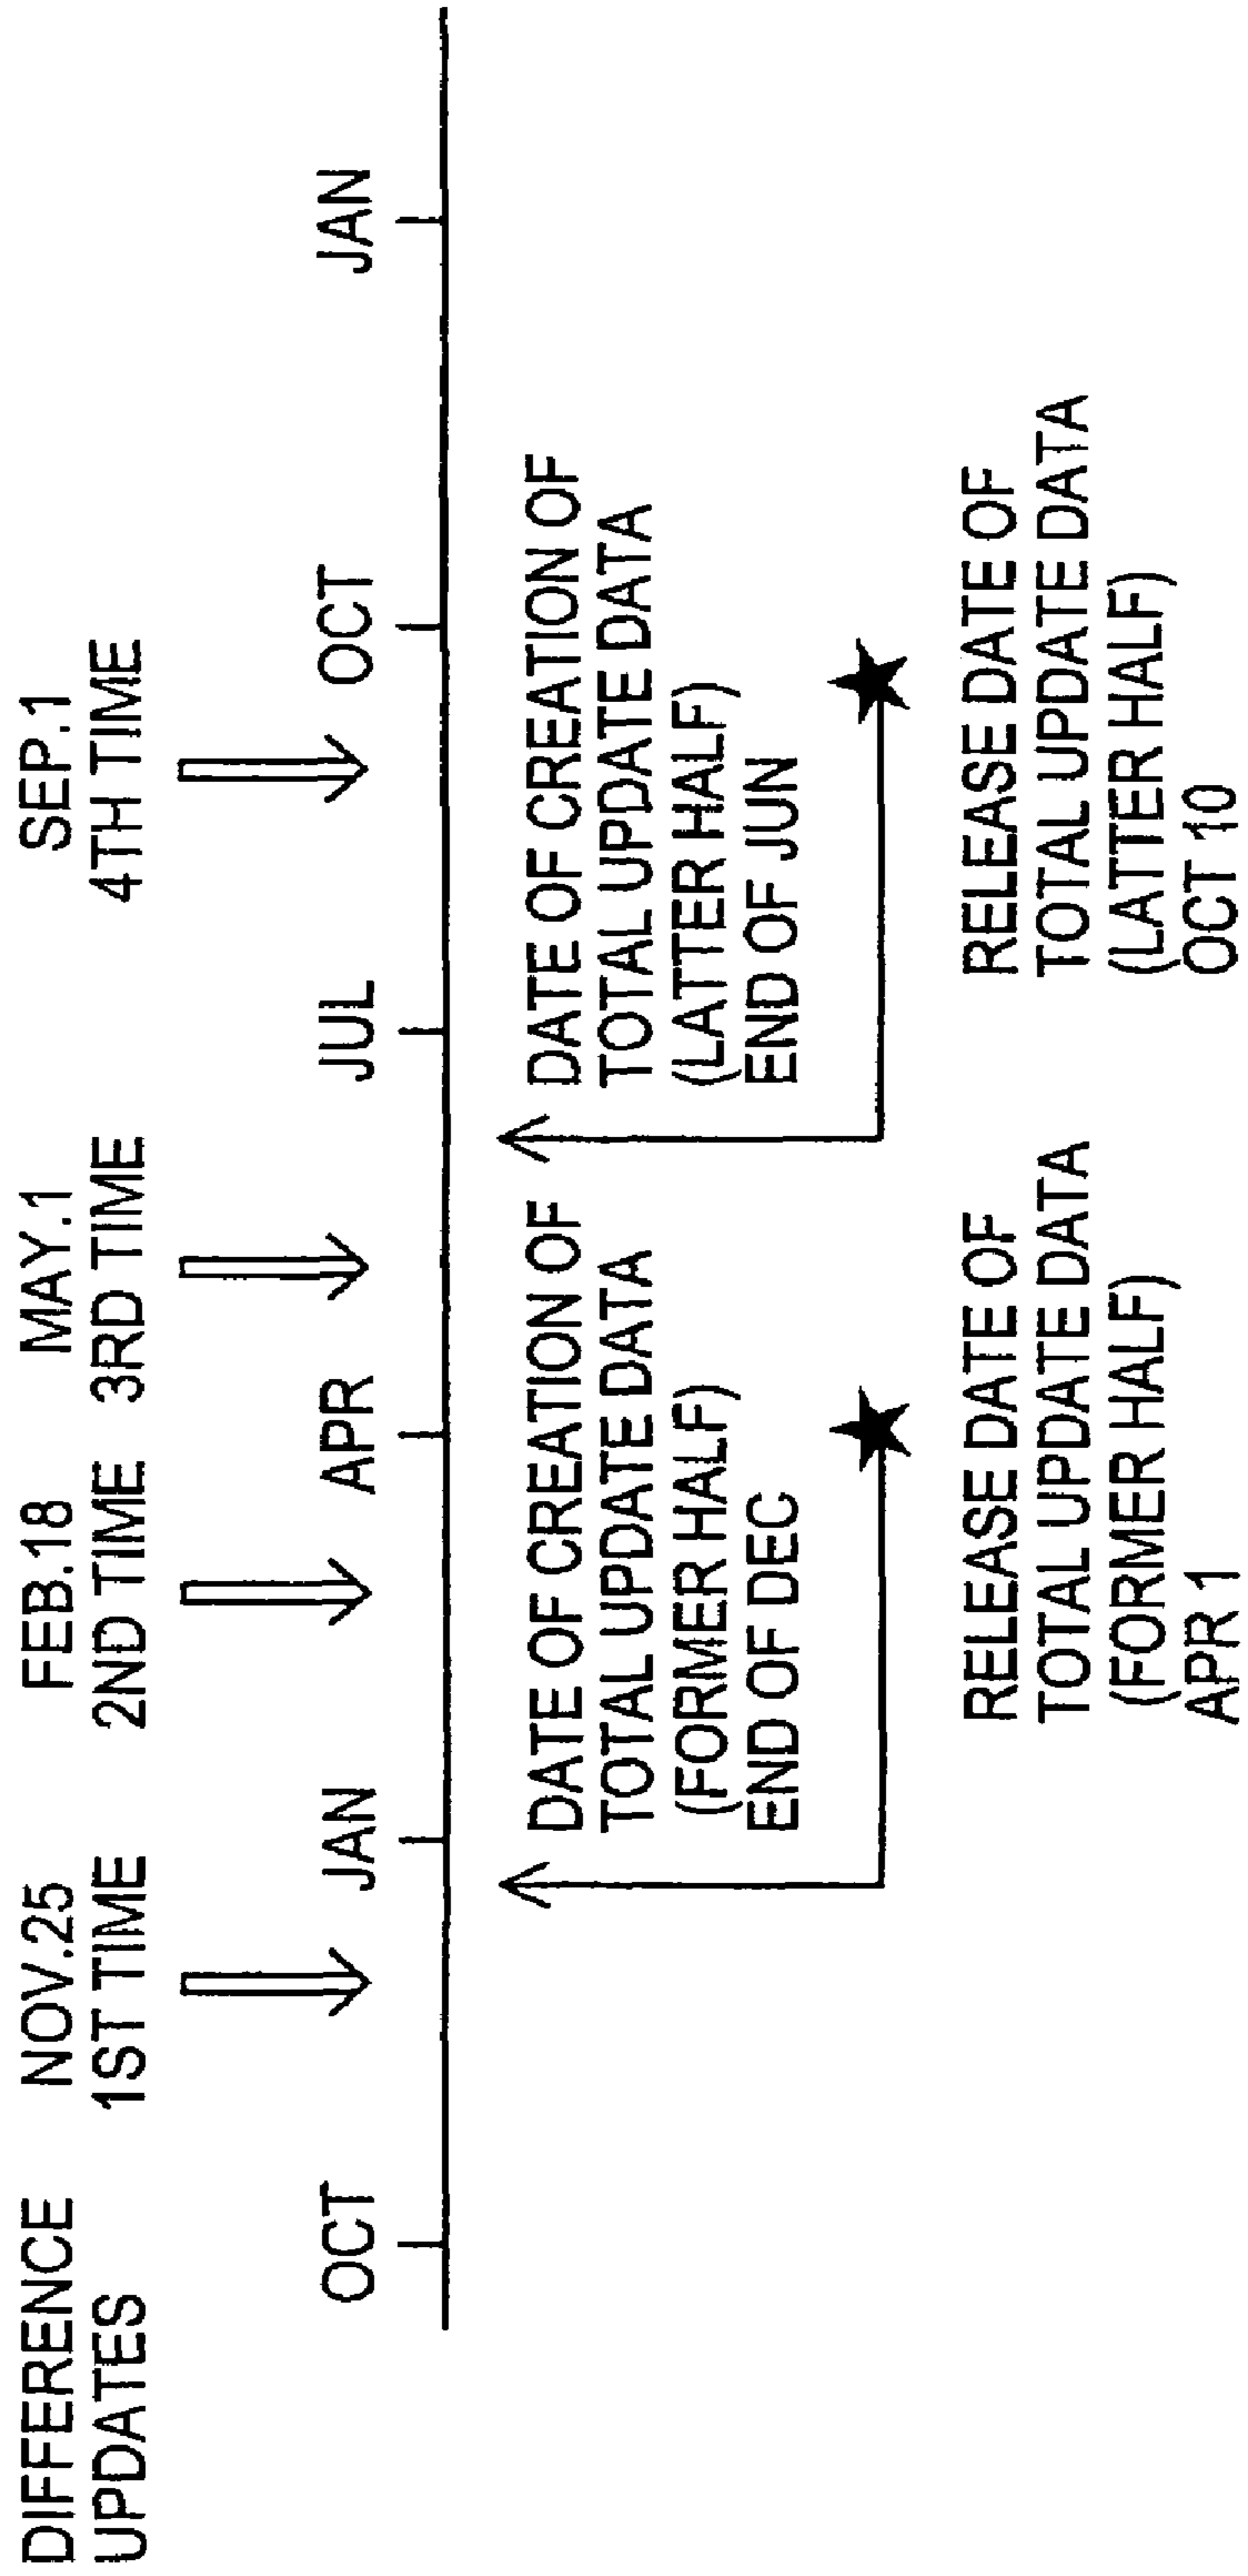 DIFFERENCE
UPDATES
NOV.25
1ST TIME
FEB.18
2ND TIME
MAY.1
3RD TIME
SEP.1
4TH TIME
OCT
JAN
APR
JUL
OCT
JAN
DATE OF CREATION OF
TOTAL UPDATE DATA
(FORMER HALF)
END OF DEC
DATE OF CREATION OF
TOTAL UPDATE DATA
(LATTER HALF)
END OF JUN
RELEASE DATE OF
TOTAL UPDATE DATA
(FORMER HALF)
APR 1
RELEASE DATE OF
TOTAL UPDATE DATA
(LATTER HALF)
OCT 10